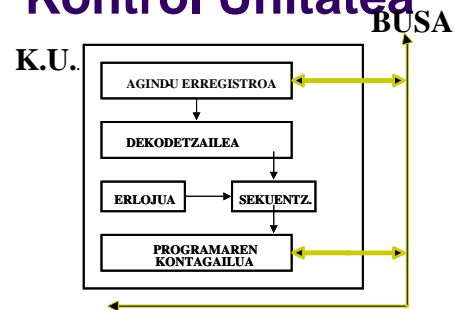 Kontrol Unitatea
BUSA
K.U..
AGINDU ERREGISTROA
DEKODETZAILEA
ERLOJUA
SEKUENTZ.
PROGRAMAREN
KONTAGAILUA